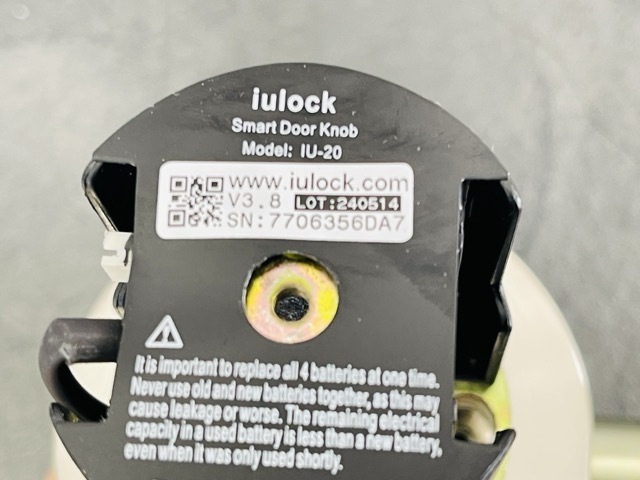 iulock
Smart Door Knob
Model: IU-20
www.iulock.com
V3.8 LOT:240514
SN:7706356DA7
It is important to replace all 4 batteries at one time.
Never use old and new batteries together, as this may
cause leakage or worse. The remaining electrical
capacity in a used battery is less than a new battery,
even when it was only used shortly.